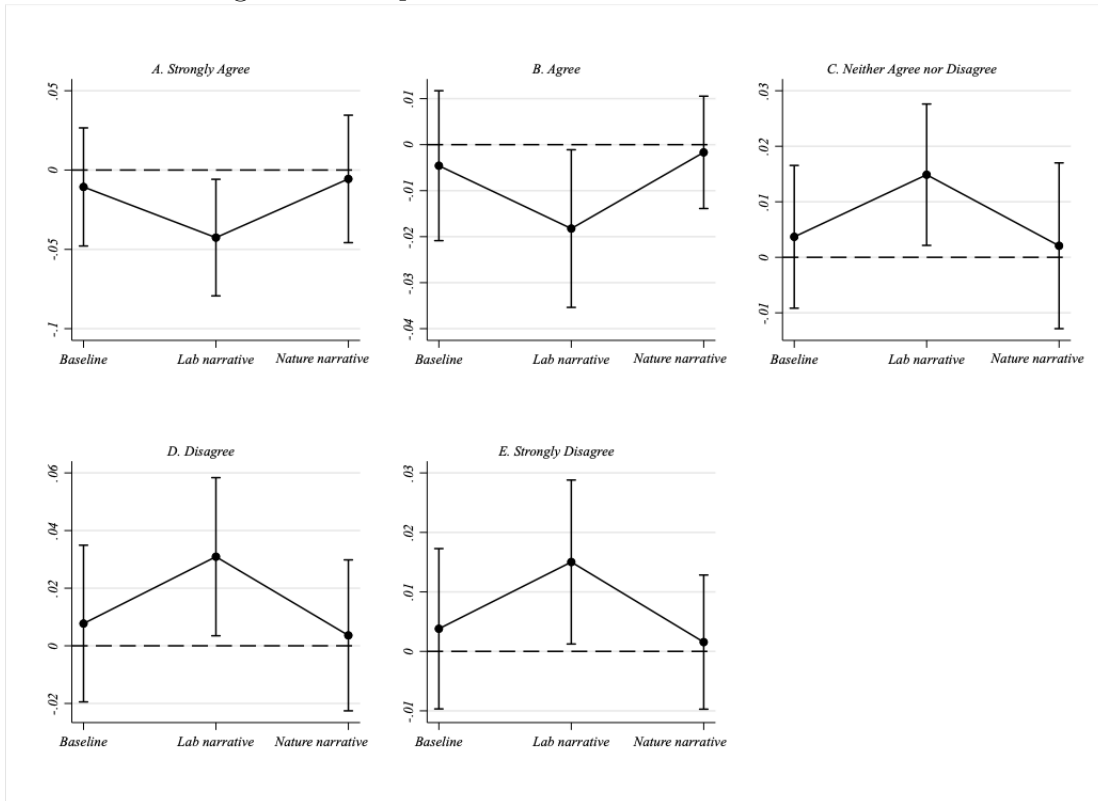 A. Strongly Agree
.05
0
-.05
-.1
Baseline Lab narrative Nature narrative
B. Agree
.01
0
-.01
-.02
-.03
-.04
Baseline Lab narrative Nature narrative
C. Neither Agree nor Disagree
.03
.02
.01
0
-.01
Baseline Lab narrative Nature narrative
D. Disagree
.06
.04
.02
0
-.02
Baseline Lab narrative Nature narrative
E. Strongly Disagree
.03
.02
.01
0
-.01
Baseline Lab narrative Nature narrative